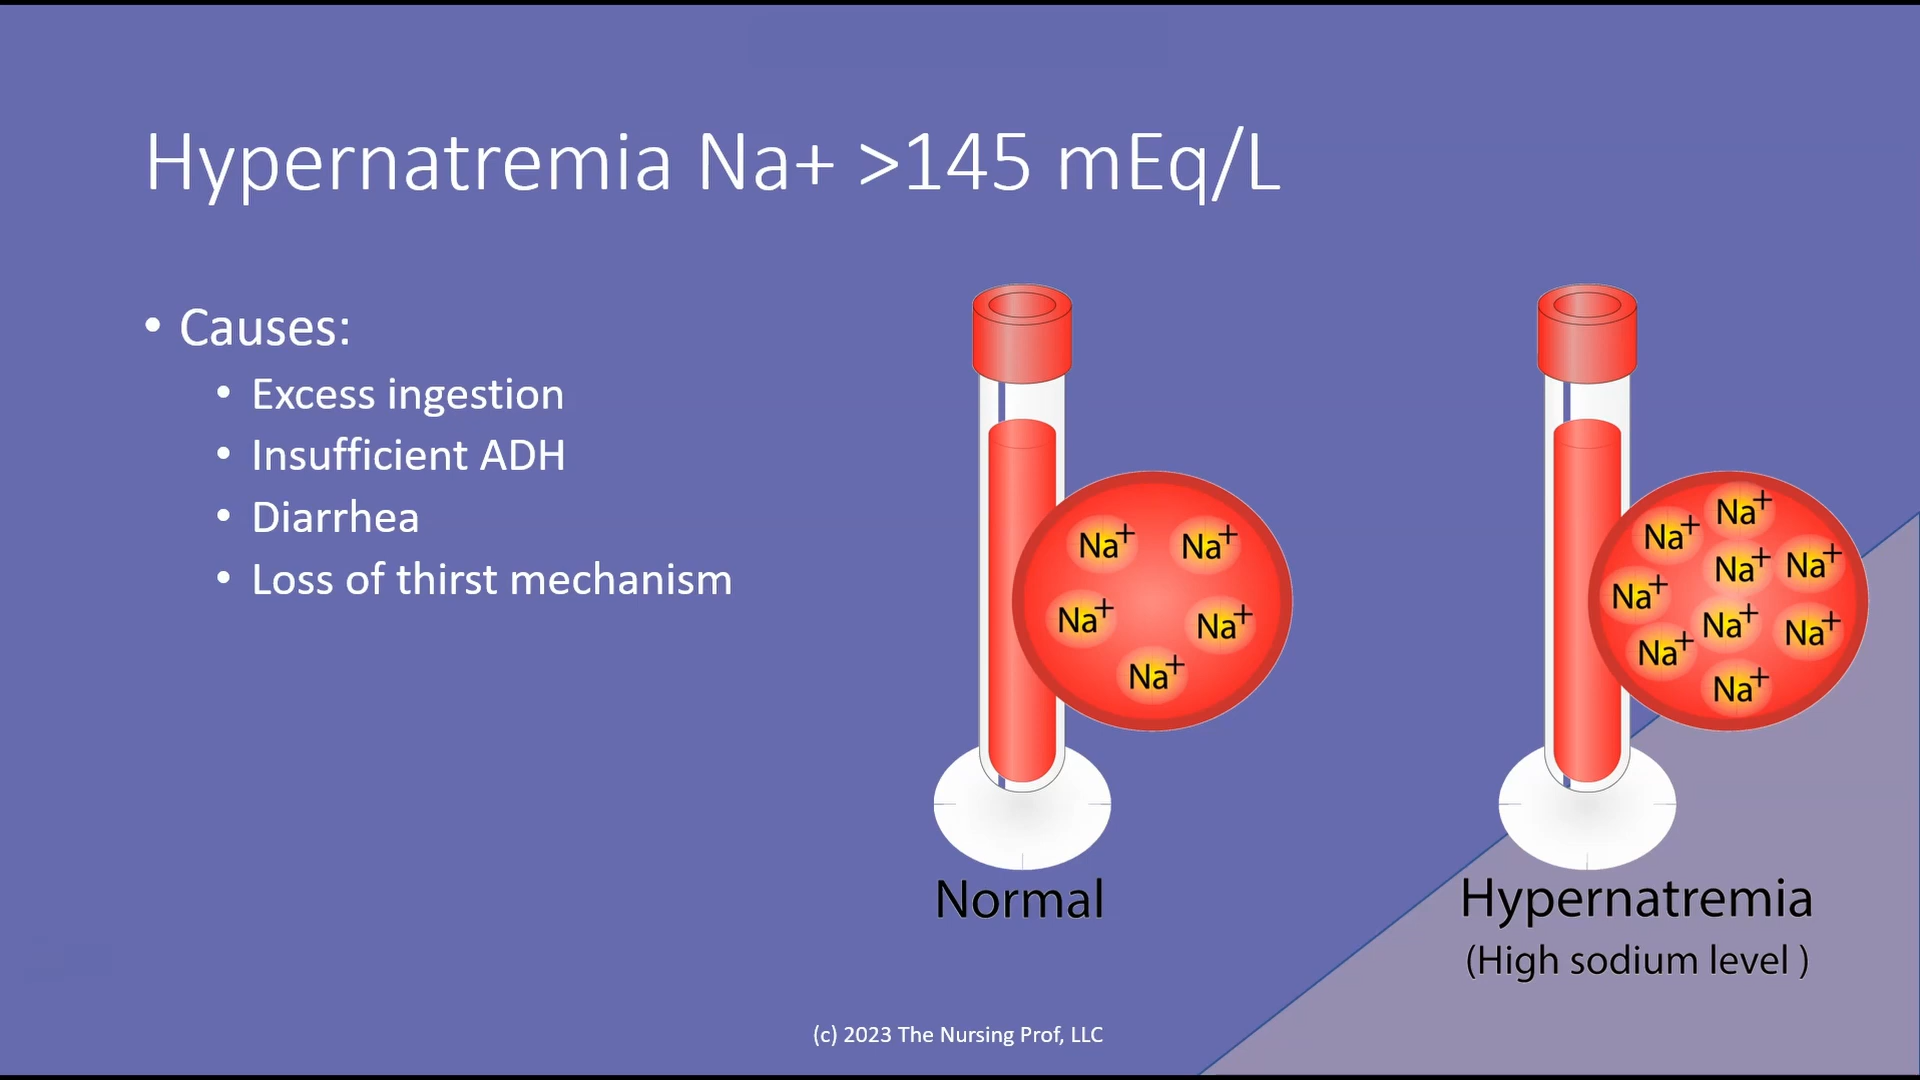 Hypernatremia Na+ >145 mEq/L
• Causes:
• Excess ingestion
• Insufficient ADH
• Diarrhea
• Loss of thirst mechanism
Na+ Na+
Na+ Na+
Na+
Normal
Na+
Na+
Na+ Na+
Na+
Na+ Na+
Na+
Na+
Hypernatremia
(High sodium level )
(c) 2023 The Nursing Prof, LLC